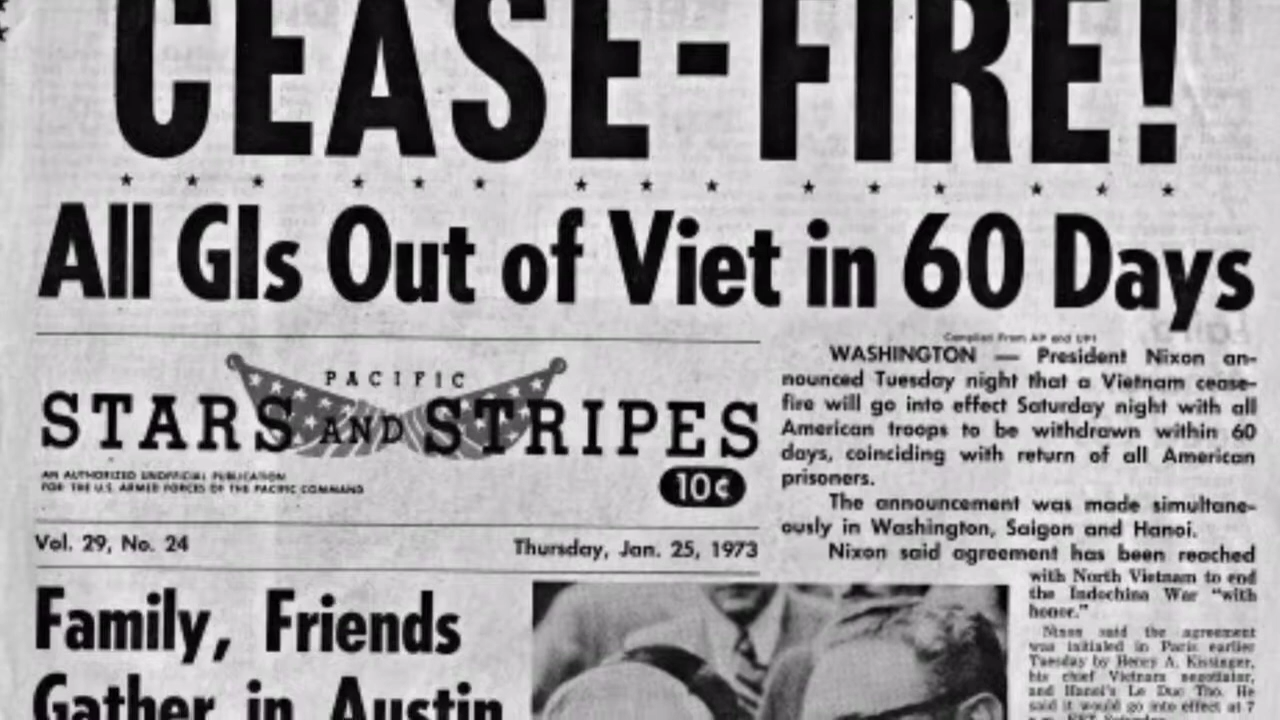 CEASE-FIRE!
All GIs Out of Viet in 60 Days
PACIFIC
STARS AND STRIPES
AN AUTHORIZED UNOFFICIAL PUBLICATION
FOR THE U.S. ARMED FORCES OF THE PACIFIC COMMAND
10¢
Vol. 29, No. 24
Thursday, Jan. 25, 1973
Compiled From AP and UPI
WASHINGTON — President Nixon an-
nounced Tuesday night that a Vietnam cease-
fire will go into effect Saturday night with all
American troops to be withdrawn within 60
days, coinciding with return of all American
prisoners.
The announcement was made simultane-
ously in Washington, Saigon and Hanoi.
Nixon said agreement has been reached
with North Vietnam to end
the Indochina War "with
honor."
Nixon said the agreement
was initialed in Paris earlier
Tuesday by Henry A. Kissinger,
his chief Vietnam negotiator,
and Hanoi's Le Duc Tho. He
said it would go into effect at 7
Family, Friends
Gather in Austin